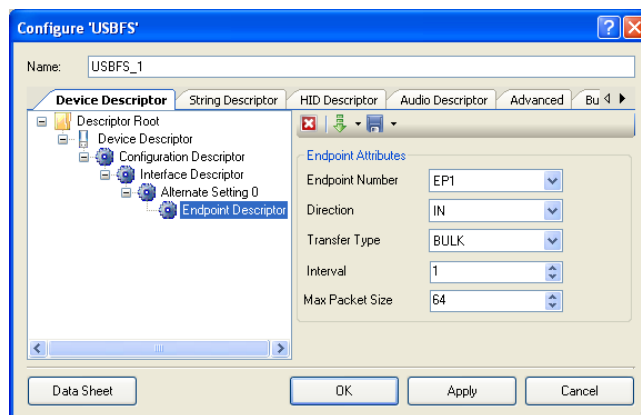 Configure 'USBFS'
Name: USBFS_1
Device Descriptor String Descriptor HID Descriptor Audio Descriptor Advanced Bu
Descriptor Root
Device Descriptor
Configuration Descriptor
Interface Descriptor
Alternate Setting 0
Endpoint Descriptor
Endpoint Attributes
Endpoint Number EP1
Direction IN
Transfer Type BULK
Interval 1
Max Packet Size 64
Data Sheet OK Apply Cancel